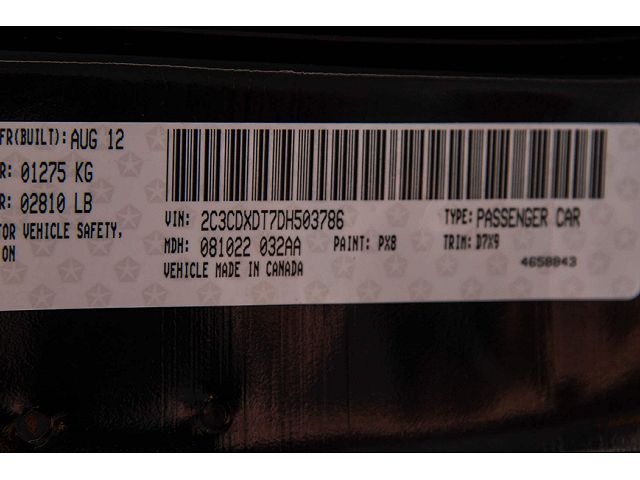 FR(BUILT): AUG 12
R: 01275 KG
R: 02810 LB
TOR VEHICLE SAFETY,
ON
VIN: 2C3CDXDT7DH503786
TYPE: PASSENGER CAR
MDH: 081022 032AA
PAINT: PX8
TRIM: D7X9
VEHICLE MADE IN CANADA
4658843